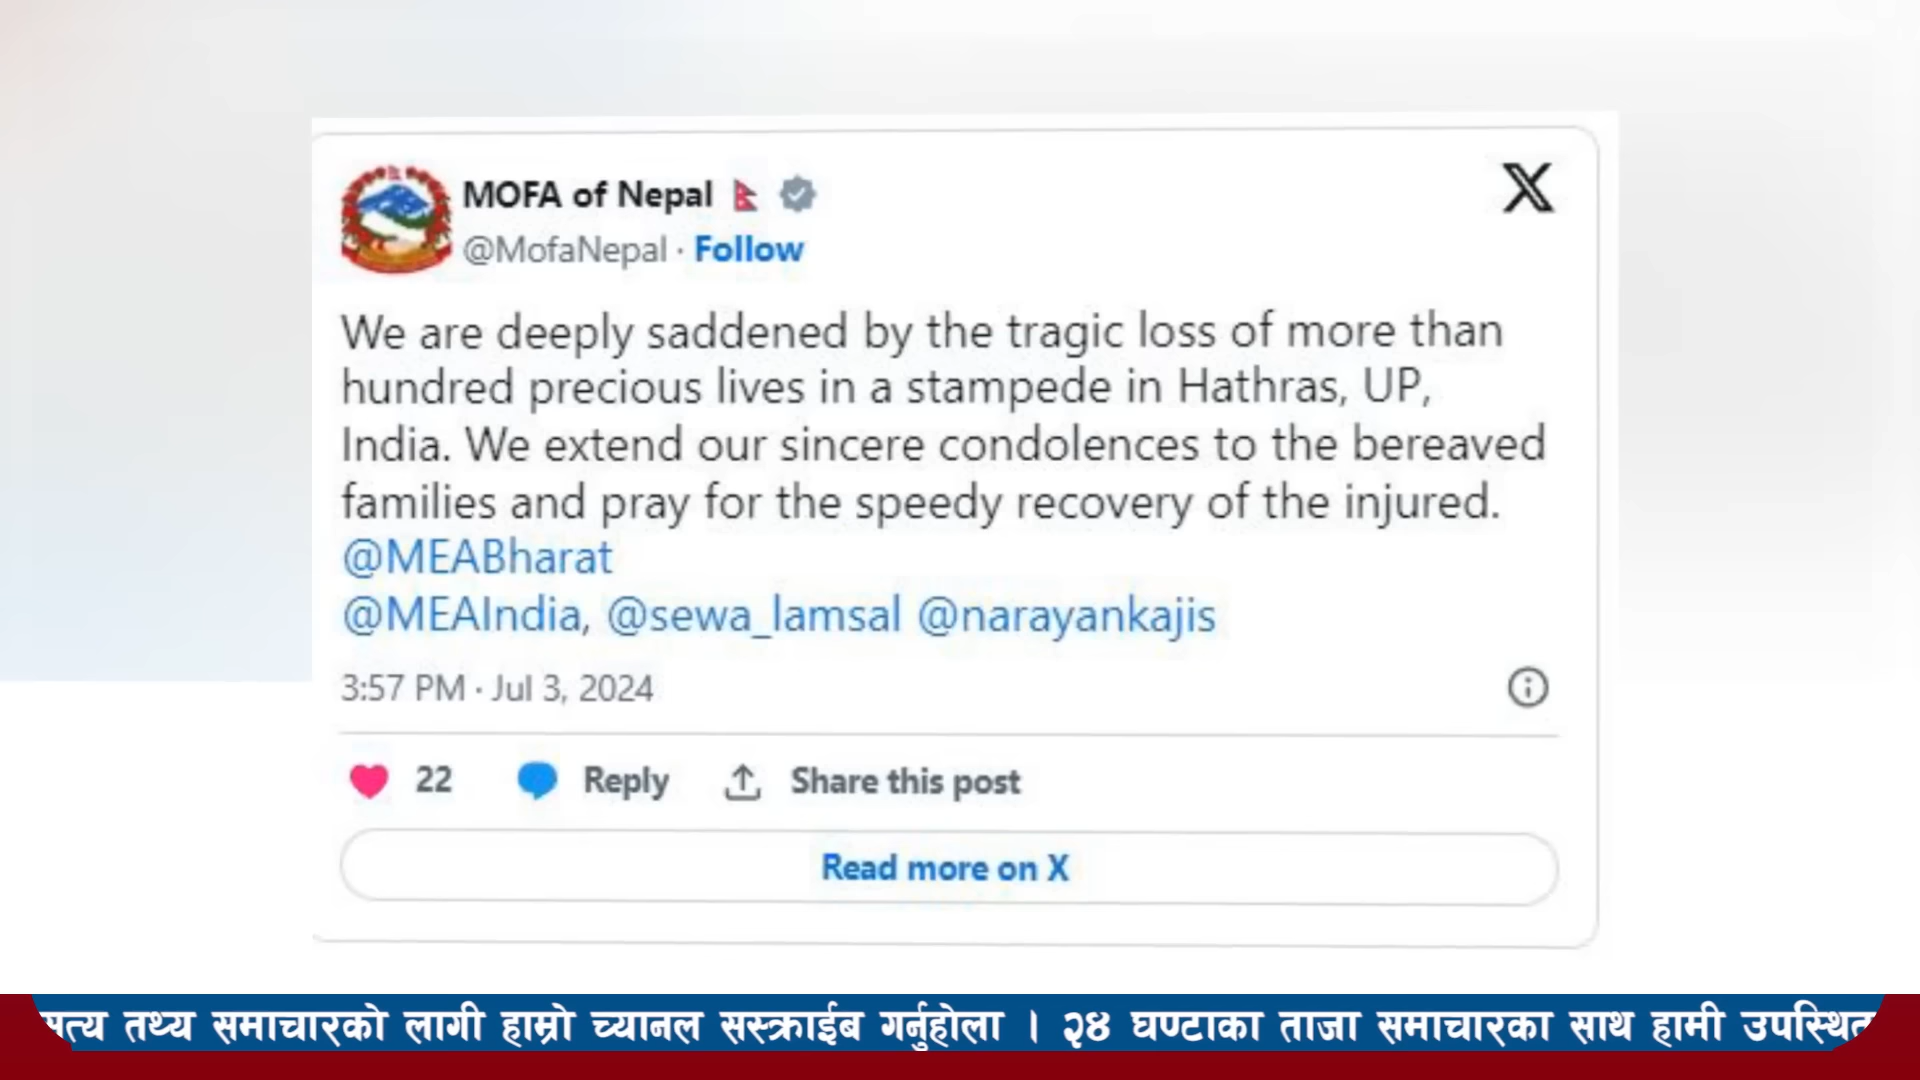 MOFA of Nepal
@MofaNepal · Follow
We are deeply saddened by the tragic loss of more than
hundred precious lives in a stampede in Hathras, UP,
India. We extend our sincere condolences to the bereaved
families and pray for the speedy recovery of the injured.
@MEABharat
@MEAIndia, @sewa_lamsal @narayankajis
3:57 PM · Jul 3, 2024
22 Reply Share this post
Read more on X
सत्य तथ्य समाचारको लागी हाम्रो च्यानल सस्क्राईब गर्नुहोला । २४ घण्टाका ताजा समाचारका साथ हामी उपस्थित